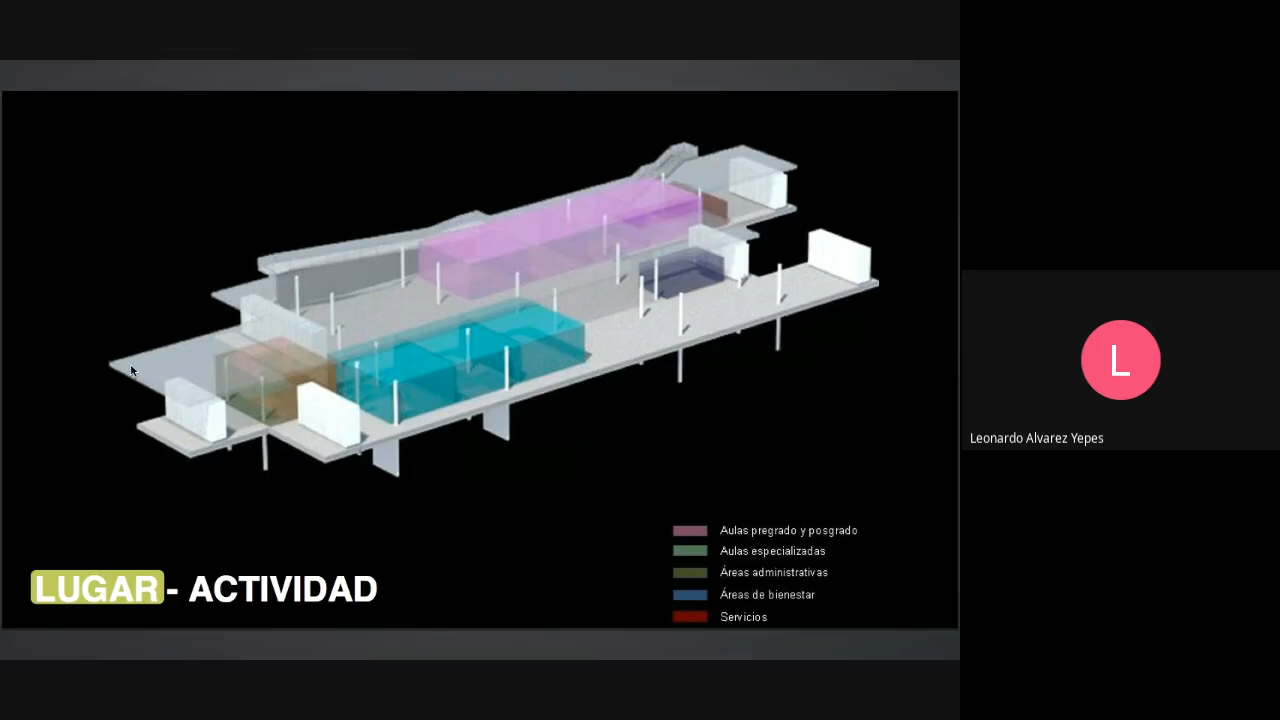 Aulas pregrado y posgrado
Aulas especializadas
Áreas administrativas
Áreas de bienestar
Servicios
LUGAR - ACTIVIDAD
L
Leonardo Alvarez Yepes